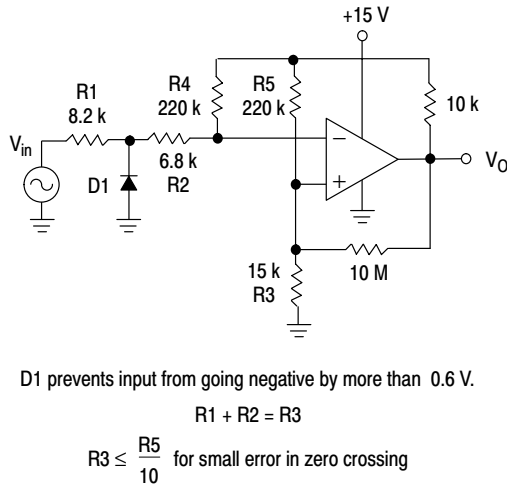 +15 V
R4
220 k
R5
220 k
R1
8.2 k
10 k
Vin
6.8 k
R2
D1
−
+
VO
15 k
R3
10 M
D1 prevents input from going negative by more than 0.6 V.
R1 + R2 = R3
R3 ≤ R5/10 for small error in zero crossing